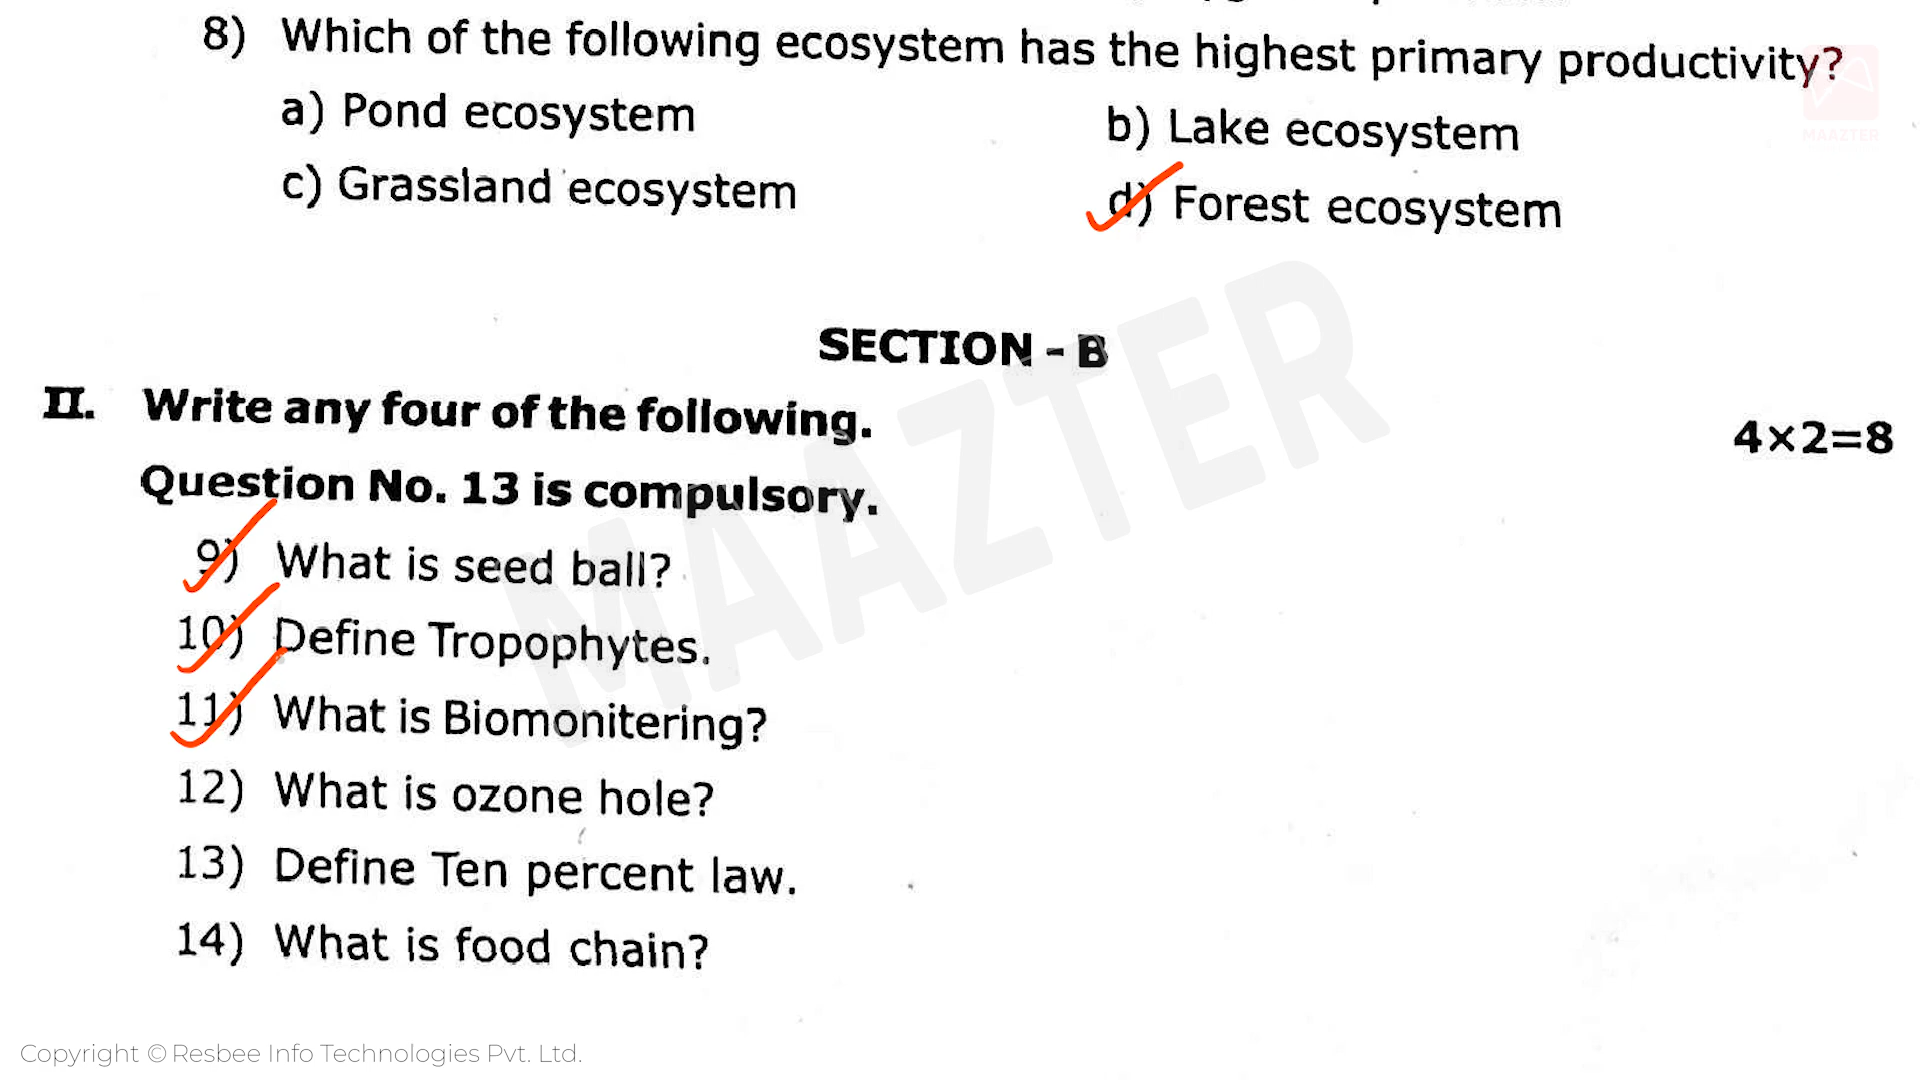 8) Which of the following ecosystem has the highest primary productivity?
a) Pond ecosystem b) Lake ecosystem
c) Grassland ecosystem d) Forest ecosystem
MAAZTER
SECTION - B
II. Write any four of the following. 4×2=8
Question No. 13 is compulsory.
9) What is seed ball?
10) Define Tropophytes.
11) What is Biomonitering?
12) What is ozone hole?
13) Define Ten percent law.
14) What is food chain?
MAAZTER
Copyright © Resbee Info Technologies Pvt. Ltd.